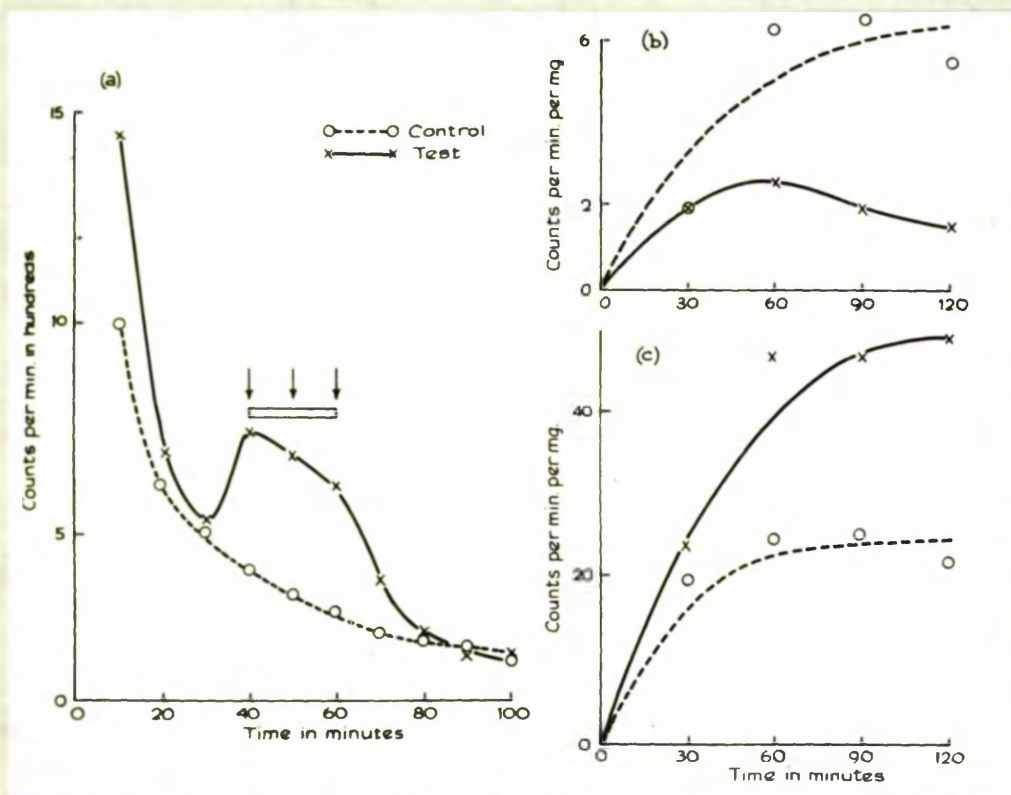 (a)
15
10
5
0
Counts per min. in hundreds
O----O Control
x——x Test
0 20 40 60 80 100
Time in minutes
(b)
6
2
0
Counts per min. per mg.
0 30 60 90 120
(c)
40
20
0
Counts per min. per mg.
0 30 60 90 120
Time in minutes